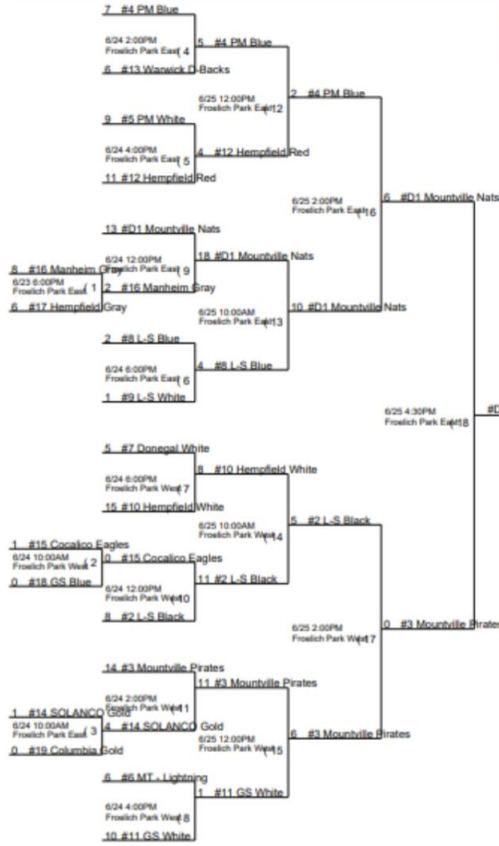 7 #4 PM Blue
6/24 2:00PM
Froelich Park East ( 4
5 #4 PM Blue
6 #13 Warwick D-Backs
6/25 12:00PM
Froelich Park East ( 12
2 #4 PM Blue
9 #5 PM White
6/24 4:00PM
Froelich Park East ( 5
4 #12 Hempfield Red
11 #12 Hempfield Red
6/25 2:00PM
Froelich Park East ( 16
6 #D1 Mountville Nats
13 #D1 Mountville Nats
6/24 12:00PM
Froelich Park East ( 9
18 #D1 Mountville Nats
8 #16 Manheim Gray
6/23 6:00PM
Froelich Park East ( 1
2 #16 Manheim Gray
6 #17 Hempfield Gray
6/25 10:00AM
Froelich Park East ( 13
10 #D1 Mountville Nats
2 #8 L-S Blue
6/24 6:00PM
Froelich Park East ( 6
4 #8 L-S Blue
1 #9 L-S White
6/25 4:30PM
Froelich Park East ( 18
#D
5 #7 Donegal White
6/24 6:00PM
Froelich Park West ( 7
8 #10 Hempfield White
15 #10 Hempfield White
6/25 10:00AM
Froelich Park West ( 14
5 #2 L-S Black
1 #15 Cocalico Eagles
6/24 10:00AM
Froelich Park West ( 2
0 #15 Cocalico Eagles
0 #18 GS Blue
6/24 12:00PM
Froelich Park West ( 10
11 #2 L-S Black
8 #2 L-S Black
6/25 2:00PM
Froelich Park West ( 17
0 #3 Mountville Pirates
14 #3 Mountville Pirates
6/24 2:00PM
Froelich Park West ( 11
11 #3 Mountville Pirates
1 #14 SOLANCO Gold
6/24 10:00AM
Froelich Park East ( 3
4 #14 SOLANCO Gold
0 #19 Columbia Gold
6/25 12:00PM
Froelich Park West ( 15
6 #3 Mountville Pirates
6 #6 MT - Lightning
6/24 4:00PM
Froelich Park West ( 8
1 #11 GS White
10 #11 GS White